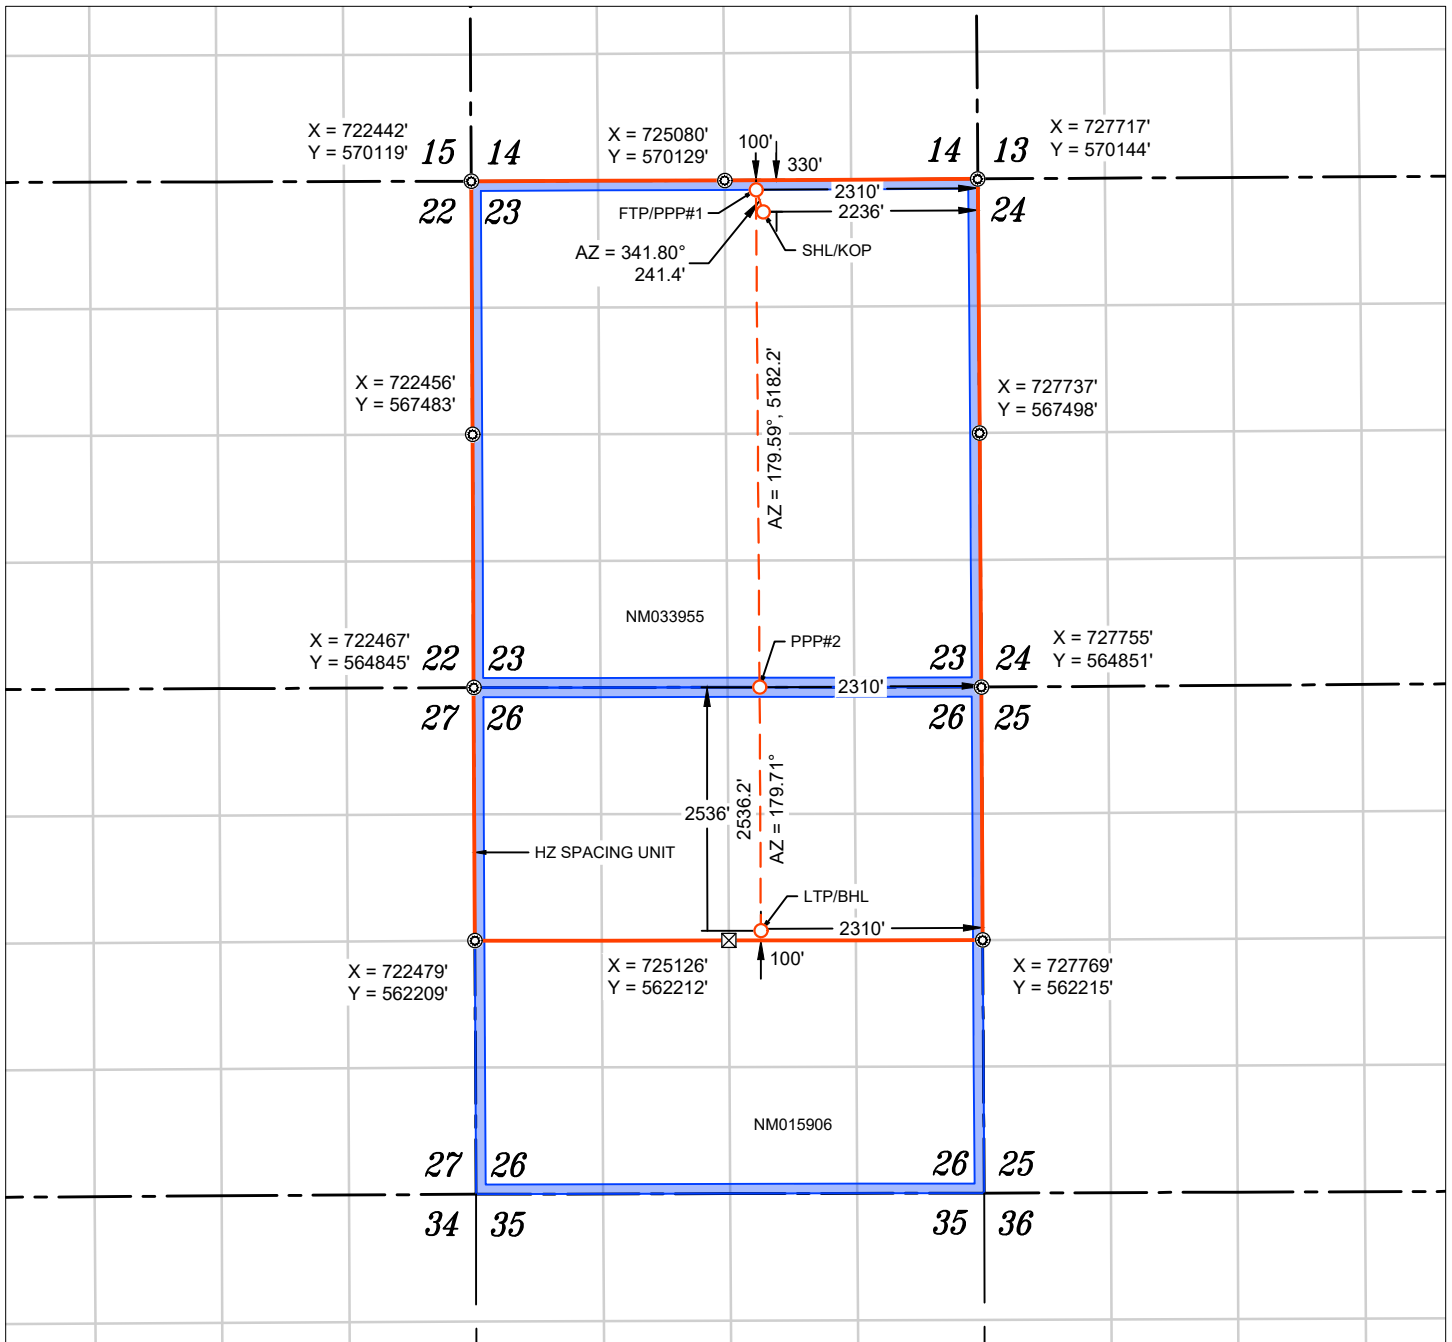 X = 722442'
Y = 570119'
X = 725080'
Y = 570129'
X = 727717'
Y = 570144'
100'
330'
15 14
14 13
22 23
24
2310'
2236'
FTP/PPP#1
SHL/KOP
AZ = 341.80°
241.4'
X = 722456'
Y = 567483'
AZ = 179.59°, 5182.2'
X = 727737'
Y = 567498'
NM033955
X = 722467'
Y = 564845'
22 23
PPP#2
23 24
X = 727755'
Y = 564851'
2310'
27 26
26 25
2536'
2536.2'
AZ = 179.71°
HZ SPACING UNIT
LTP/BHL
2310'
100'
X = 722479'
Y = 562209'
X = 725126'
Y = 562212'
X = 727769'
Y = 562215'
NM015906
27 26
26 25
34 35
35 36